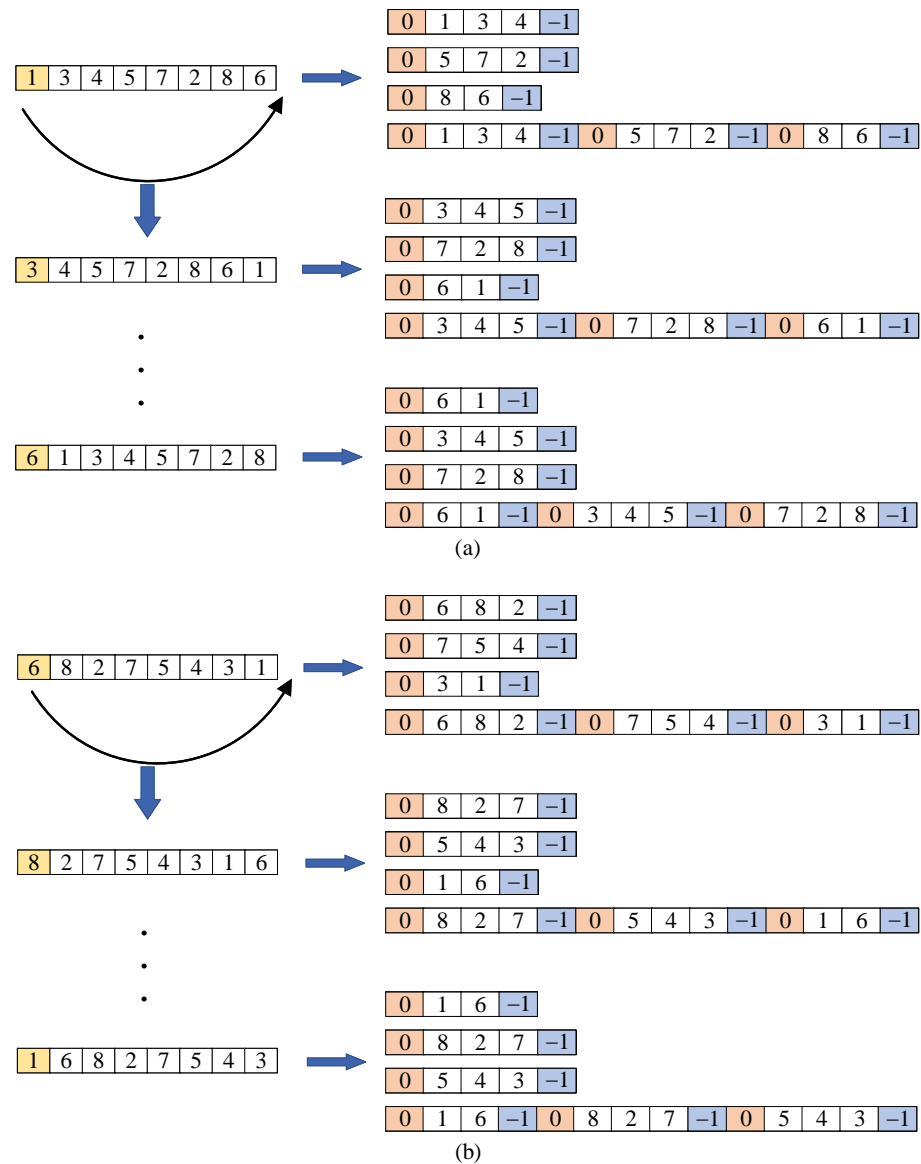 0 1 3 4 −1
1 3 4 5 7 2 8 6
0 5 7 2 −1
0 8 6 −1
0 1 3 4 −1 0 5 7 2 −1 0 8 6 −1
0 3 4 5 −1
0 7 2 8 −1
3 4 5 7 2 8 6 1
0 6 1 −1
0 3 4 5 −1 0 7 2 8 −1 0 6 1 −1
0 6 1 −1
0 3 4 5 −1
6 1 3 4 5 7 2 8
0 7 2 8 −1
0 6 1 −1 0 3 4 5 −1 0 7 2 8 −1
(a)
0 6 8 2 −1
0 7 5 4 −1
6 8 2 7 5 4 3 1
0 3 1 −1
0 6 8 2 −1 0 7 5 4 −1 0 3 1 −1
0 8 2 7 −1
0 5 4 3 −1
8 2 7 5 4 3 1 6
0 1 6 −1
0 8 2 7 −1 0 5 4 3 −1 0 1 6 −1
0 1 6 −1
0 8 2 7 −1
1 6 8 2 7 5 4 3
0 5 4 3 −1
0 1 6 −1 0 8 2 7 −1 0 5 4 3 −1
(b)